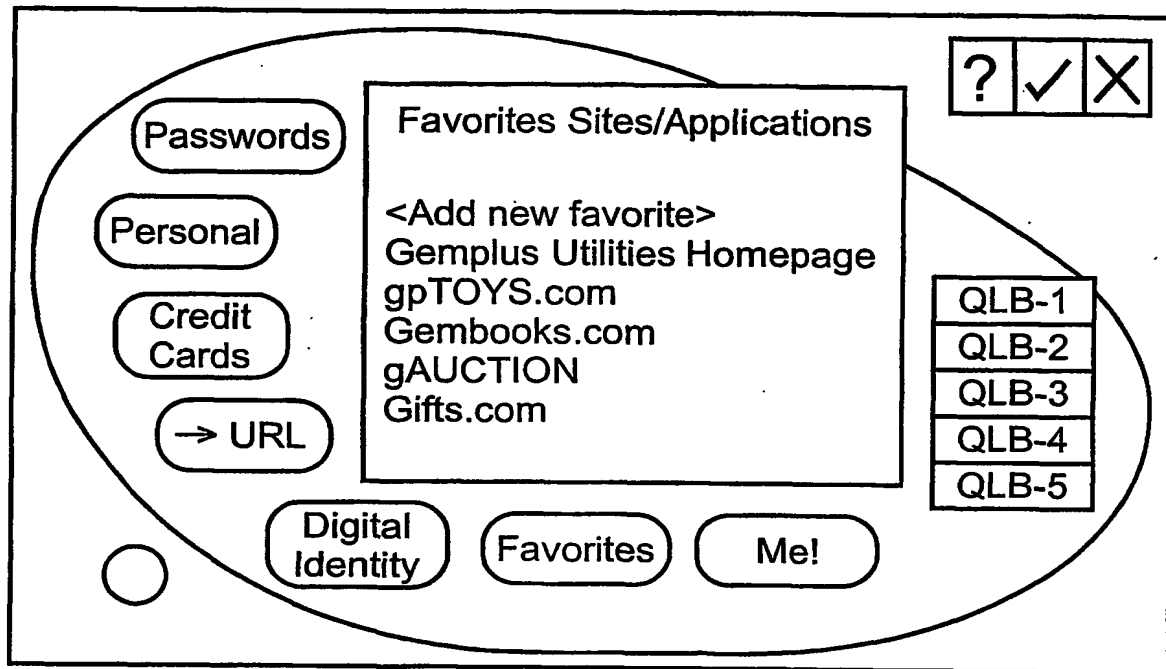 ? ✓ X
Passwords
Personal
Credit
Cards
→ URL
Digital
Identity
Favorites
Me!
Favorites Sites/Applications
<Add new favorite>
Gemplus Utilities Homepage
gpTOYS.com
Gembooks.com
gAUCTION
Gifts.com
QLB-1
QLB-2
QLB-3
QLB-4
QLB-5